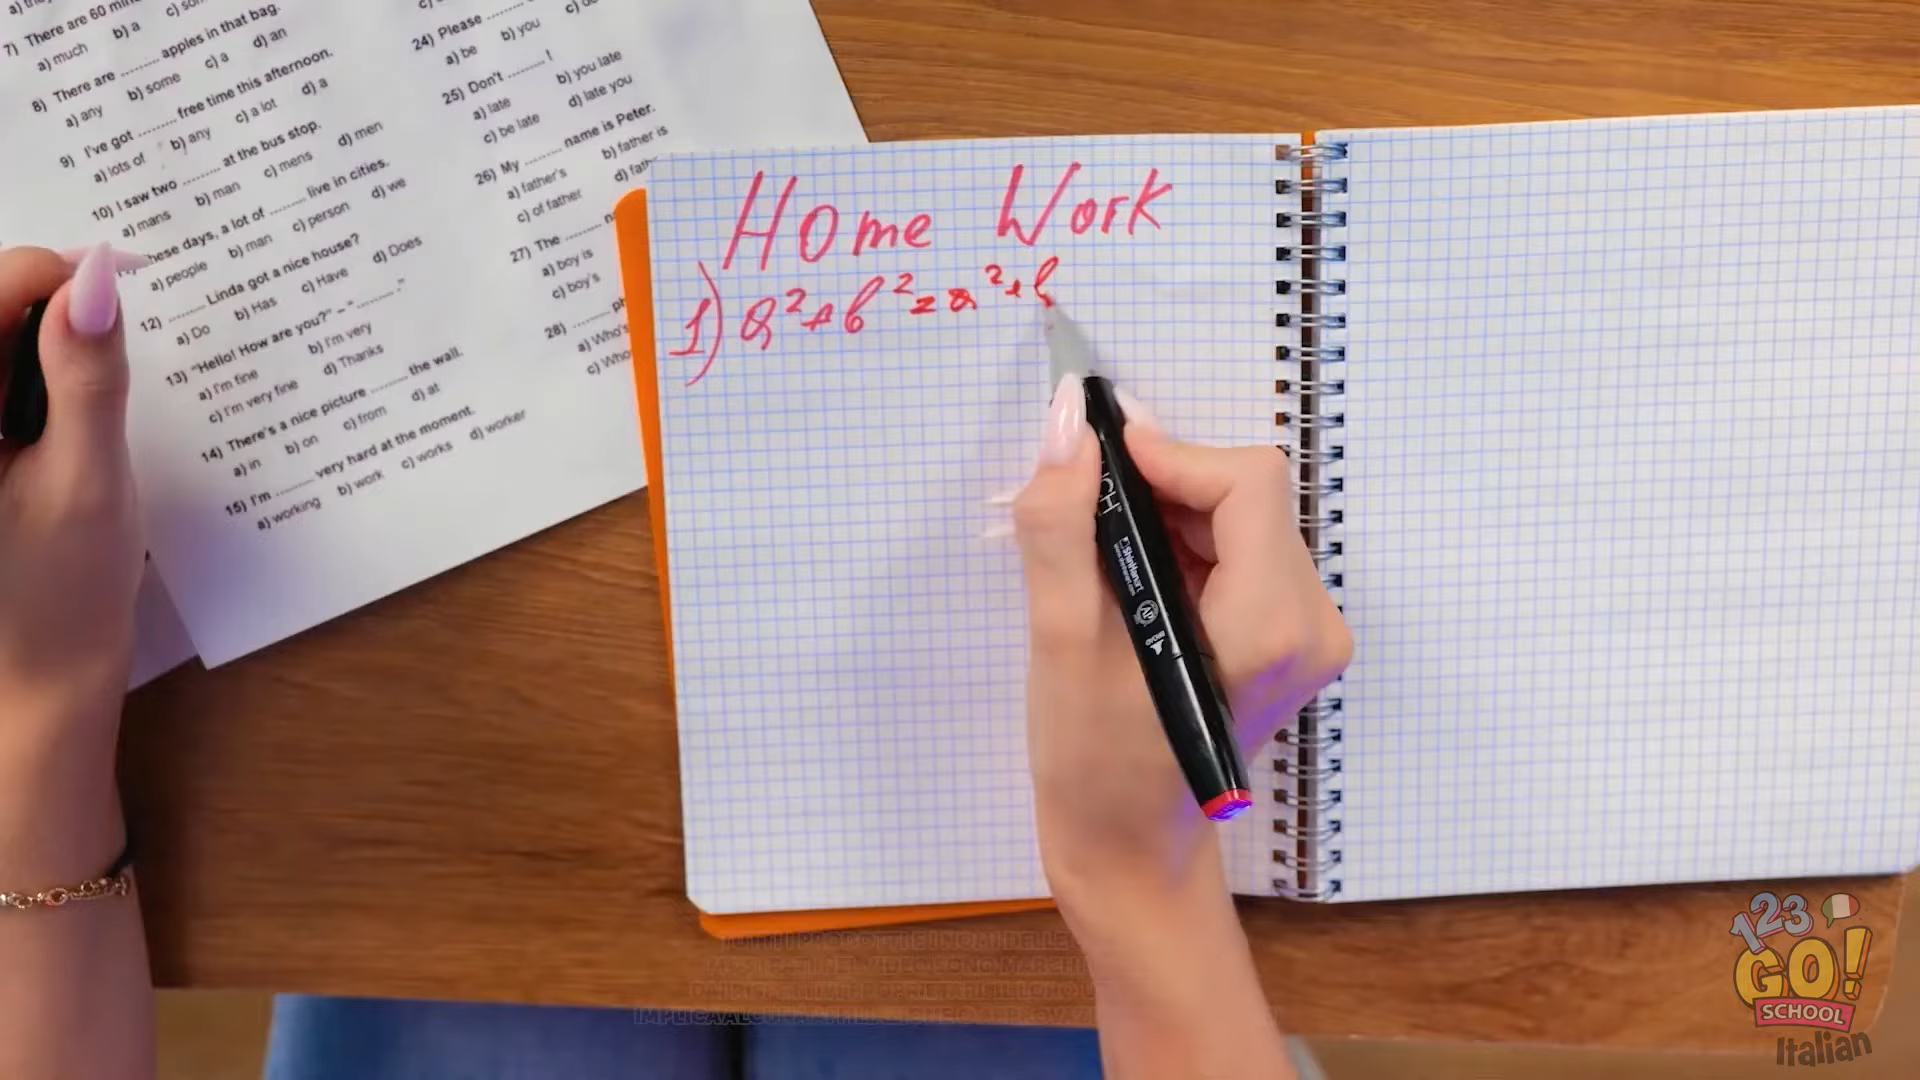 7) There are 60
a) much b) a
8) There are ......... apples in that bag.
a) any b) some c) a d) an
9) I've got ......... free time this afternoon.
a) lots of b) any c) a lot d) a
10) I saw two ......... at the bus stop.
a) mans b) man c) mens d) men
these days, a lot of ......... live in cities.
a) people b) man c) person d) we
12) ......... Linda got a nice house?
a) Do b) Has c) Have d) Does
13) "Hello! How are you?" – "........."
a) I'm fine b) I'm very
c) I'm very fine d) Thanks
14) There's a nice picture ......... the wall.
a) in b) on c) from d) at
15) I'm ......... very hard at the moment.
a) working b) work c) works d) worker
24) Please .........
a) be b) you c)
25) Don't ......... !
a) late b) you late
c) be late d) late you
26) My ......... name is Peter.
a) father's b) father is
c) of father d)
27) The .........
a) boy is
c) boy's
28) .........
a) Who's
c) Who
Home Work
1) a²+b²=a²+b
TOUCH
ShinHanart
AP
123
GO!
SCHOOL
Italian